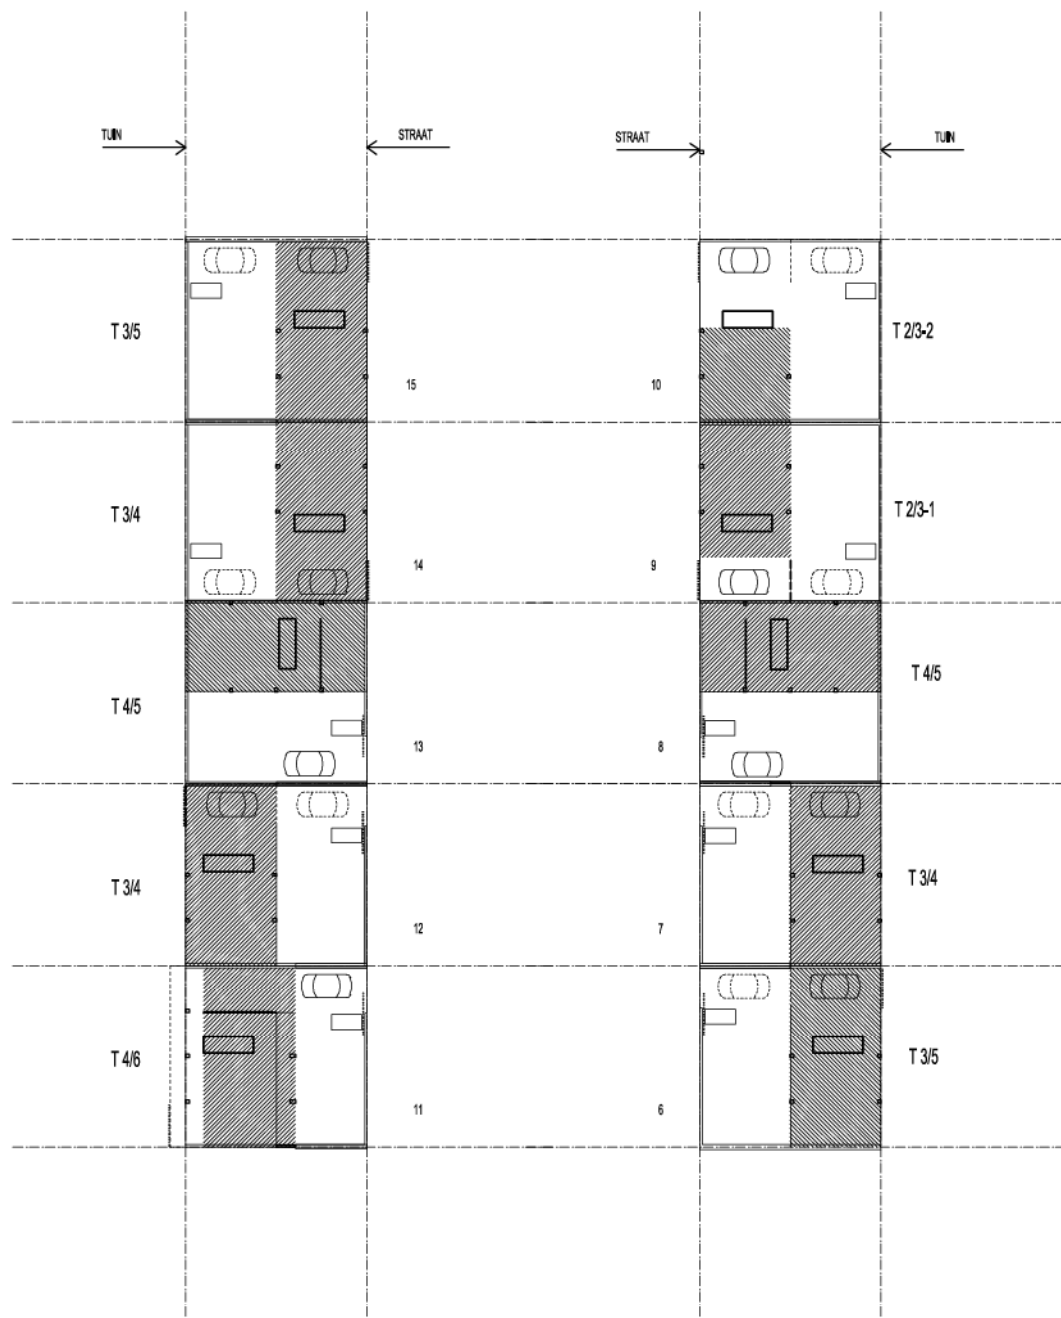 TUIN STRAAT STRAAT TUIN
T 3/5 T 2/3-2
15 10
T 3/4 T 2/3-1
14 9
T 4/5 T 4/5
13 8
T 3/4 T 3/4
12 7
T 4/6 T 3/5
11 6